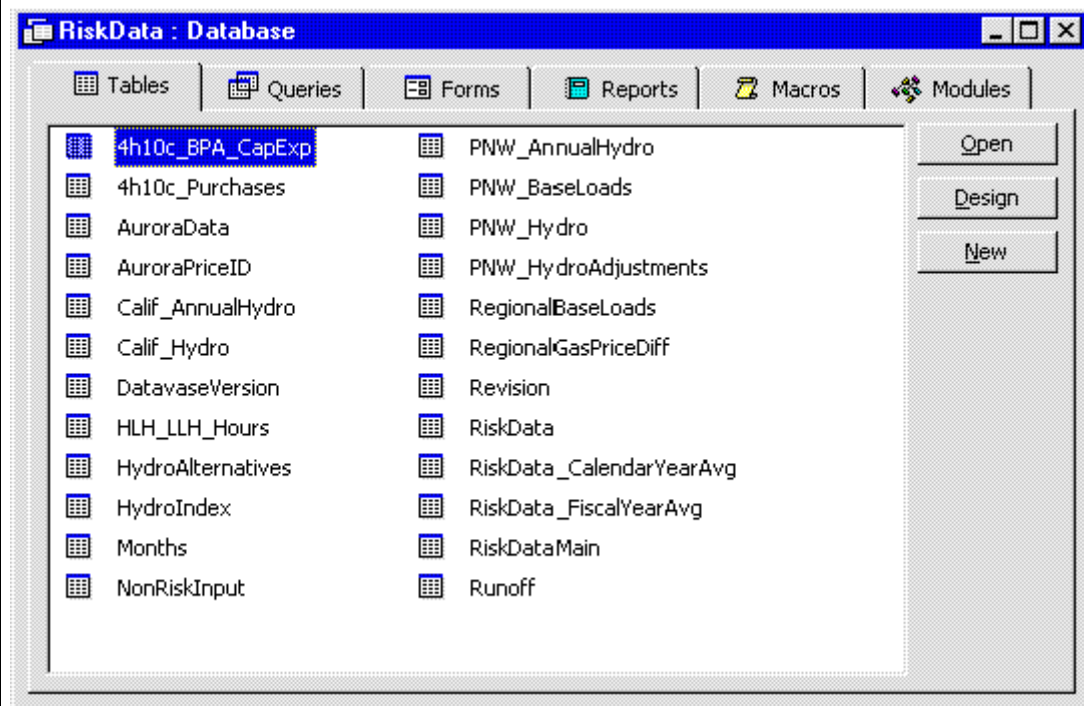 RiskData : Database
Tables Queries Forms Reports Macros Modules
4h10c_BPA_CapExp
4h10c_Purchases
AuroraData
AuroraPriceID
Calif_AnnualHydro
Calif_Hydro
DatavaseVersion
HLH_LLH_Hours
HydroAlternatives
HydroIndex
Months
NonRiskInput
PNW_AnnualHydro
PNW_BaseLoads
PNW_Hydro
PNW_HydroAdjustments
RegionalBaseLoads
RegionalGasPriceDiff
Revision
RiskData
RiskData_CalendarYearAvg
RiskData_FiscalYearAvg
RiskDataMain
Runoff
Open
Design
New